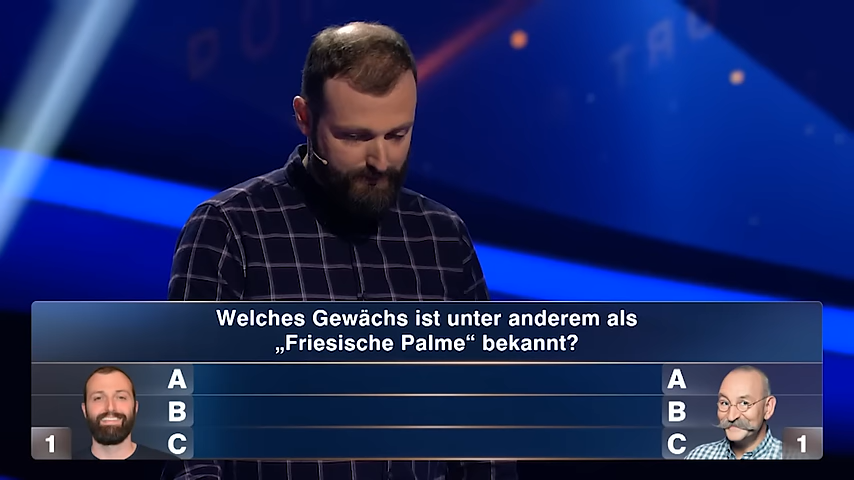 Welches Gewächs ist unter anderem als
„Friesische Palme“ bekannt?
A A
B B
C C
1 1